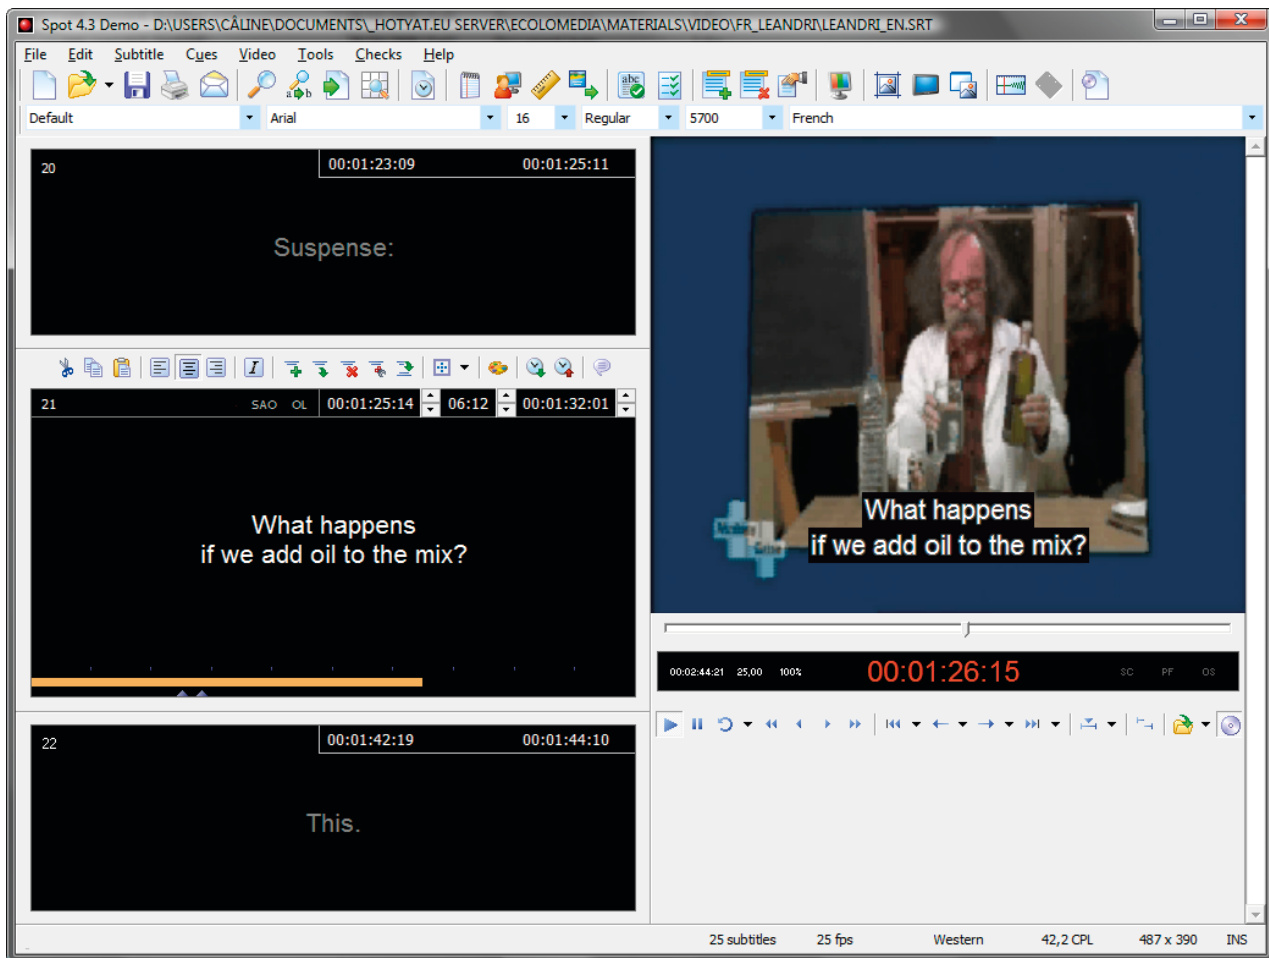 Spot 4.3 Demo - D:\USERS\CÂLINE\DOCUMENTS\_HOTYAT.EU SERVER\ECOLOMEDIA\MATERIALS\VIDEO\FR_LEANDRI\LEANDRI_EN.SRT
File Edit Subtitle Cues Video Tools Checks Help
Default Arial 16 Regular 5700 French
20 00:01:23:09 00:01:25:11
Suspense:
21 SAO OL 00:01:25:14 06:12 00:01:32:01
What happens
if we add oil to the mix?
22 00:01:42:19 00:01:44:10
This.
What happens
if we add oil to the mix?
00:02:44:21 25,00 100% 00:01:26:15 SC PF OS
25 subtitles 25 fps Western 42,2 CPL 487 x 390 INS